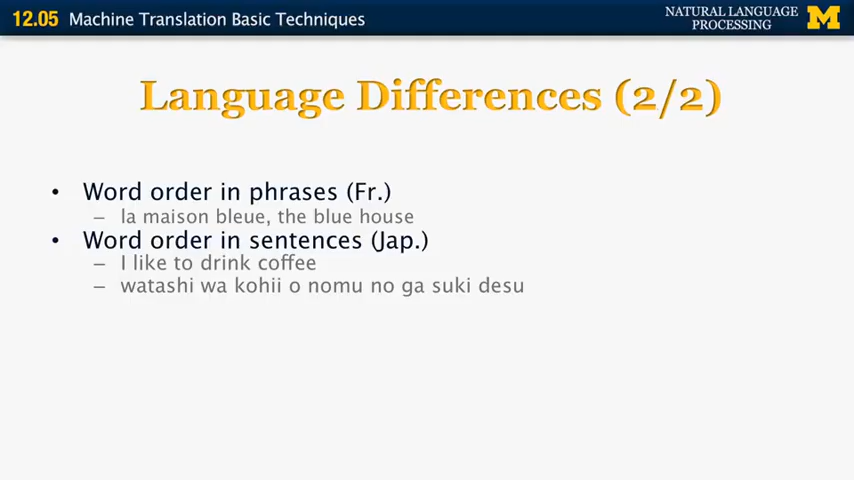 12.05 Machine Translation Basic Techniques
NATURAL LANGUAGE
PROCESSING
M
Language Differences (2/2)
• Word order in phrases (Fr.)
– la maison bleue, the blue house
• Word order in sentences (Jap.)
– I like to drink coffee
– watashi wa kohii o nomu no ga suki desu